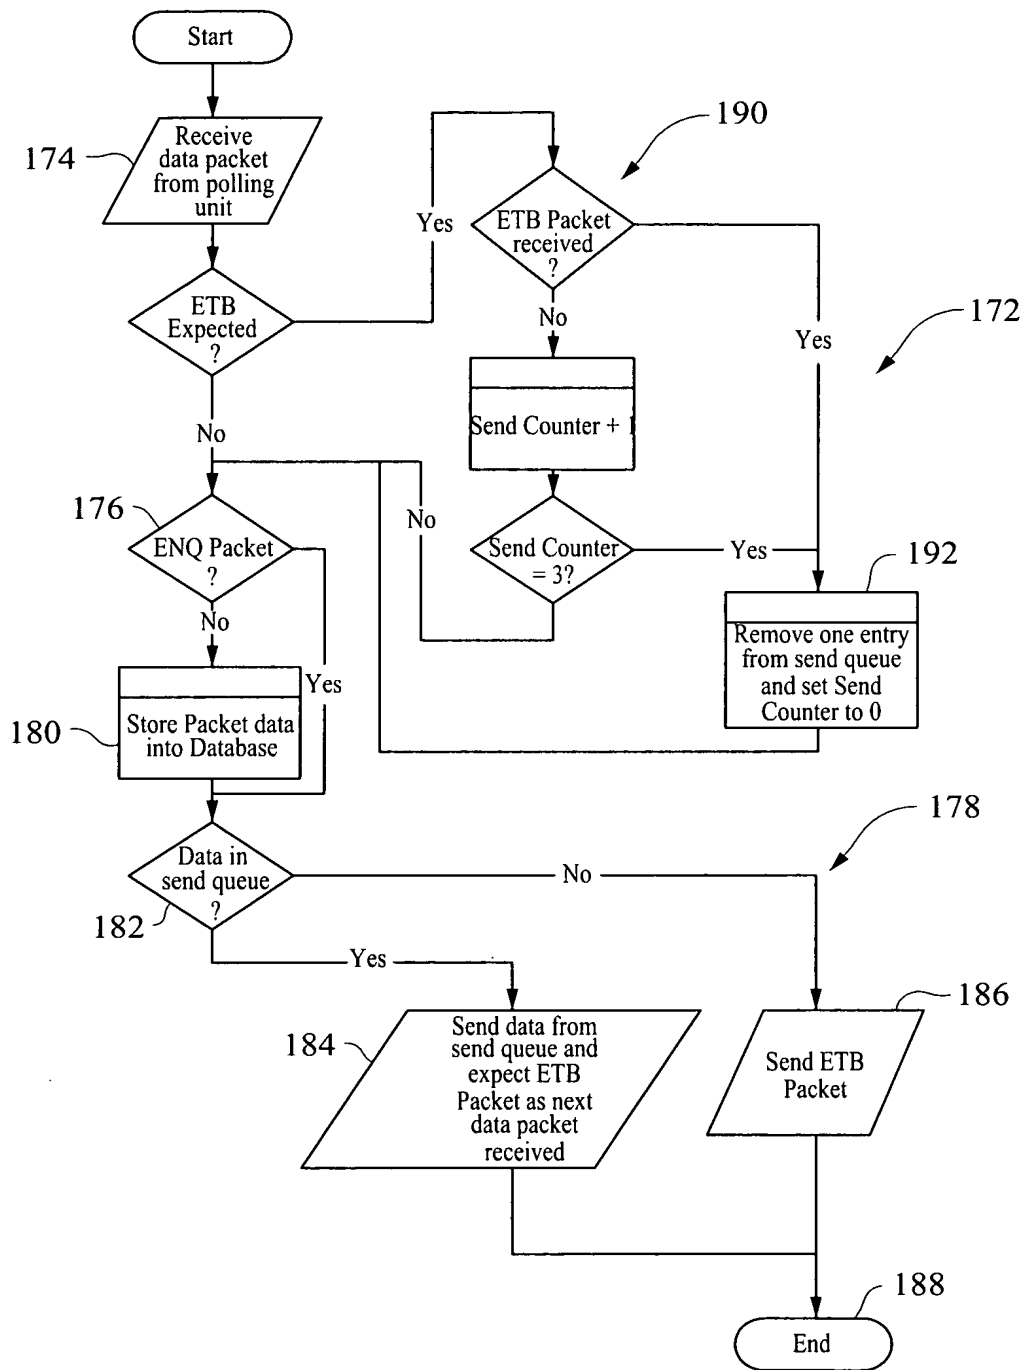 Start
174
Receive
data packet
from polling
unit
190
Yes
ETB Packet
received
?
ETB
Expected
?
172
No
Yes
Send Counter + 1
No
176
ENQ Packet
?
No
Send Counter
= 3?
Yes
192
No
Yes
Remove one entry
from send queue
and set Send
Counter to 0
180
Store Packet data
into Database
178
Data in
send queue
?
No
182
Yes
186
184
Send data from
send queue and
expect ETB
Packet as next
data packet
received
Send ETB
Packet
188
End